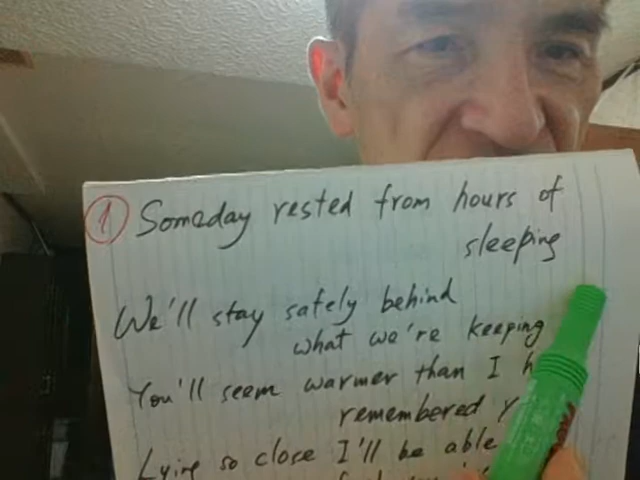 ① Someday rested from hours of
sleeping
We'll stay safely behind
what we're keeping
You'll seem warmer than I
remembered
Lying so close I'll be able